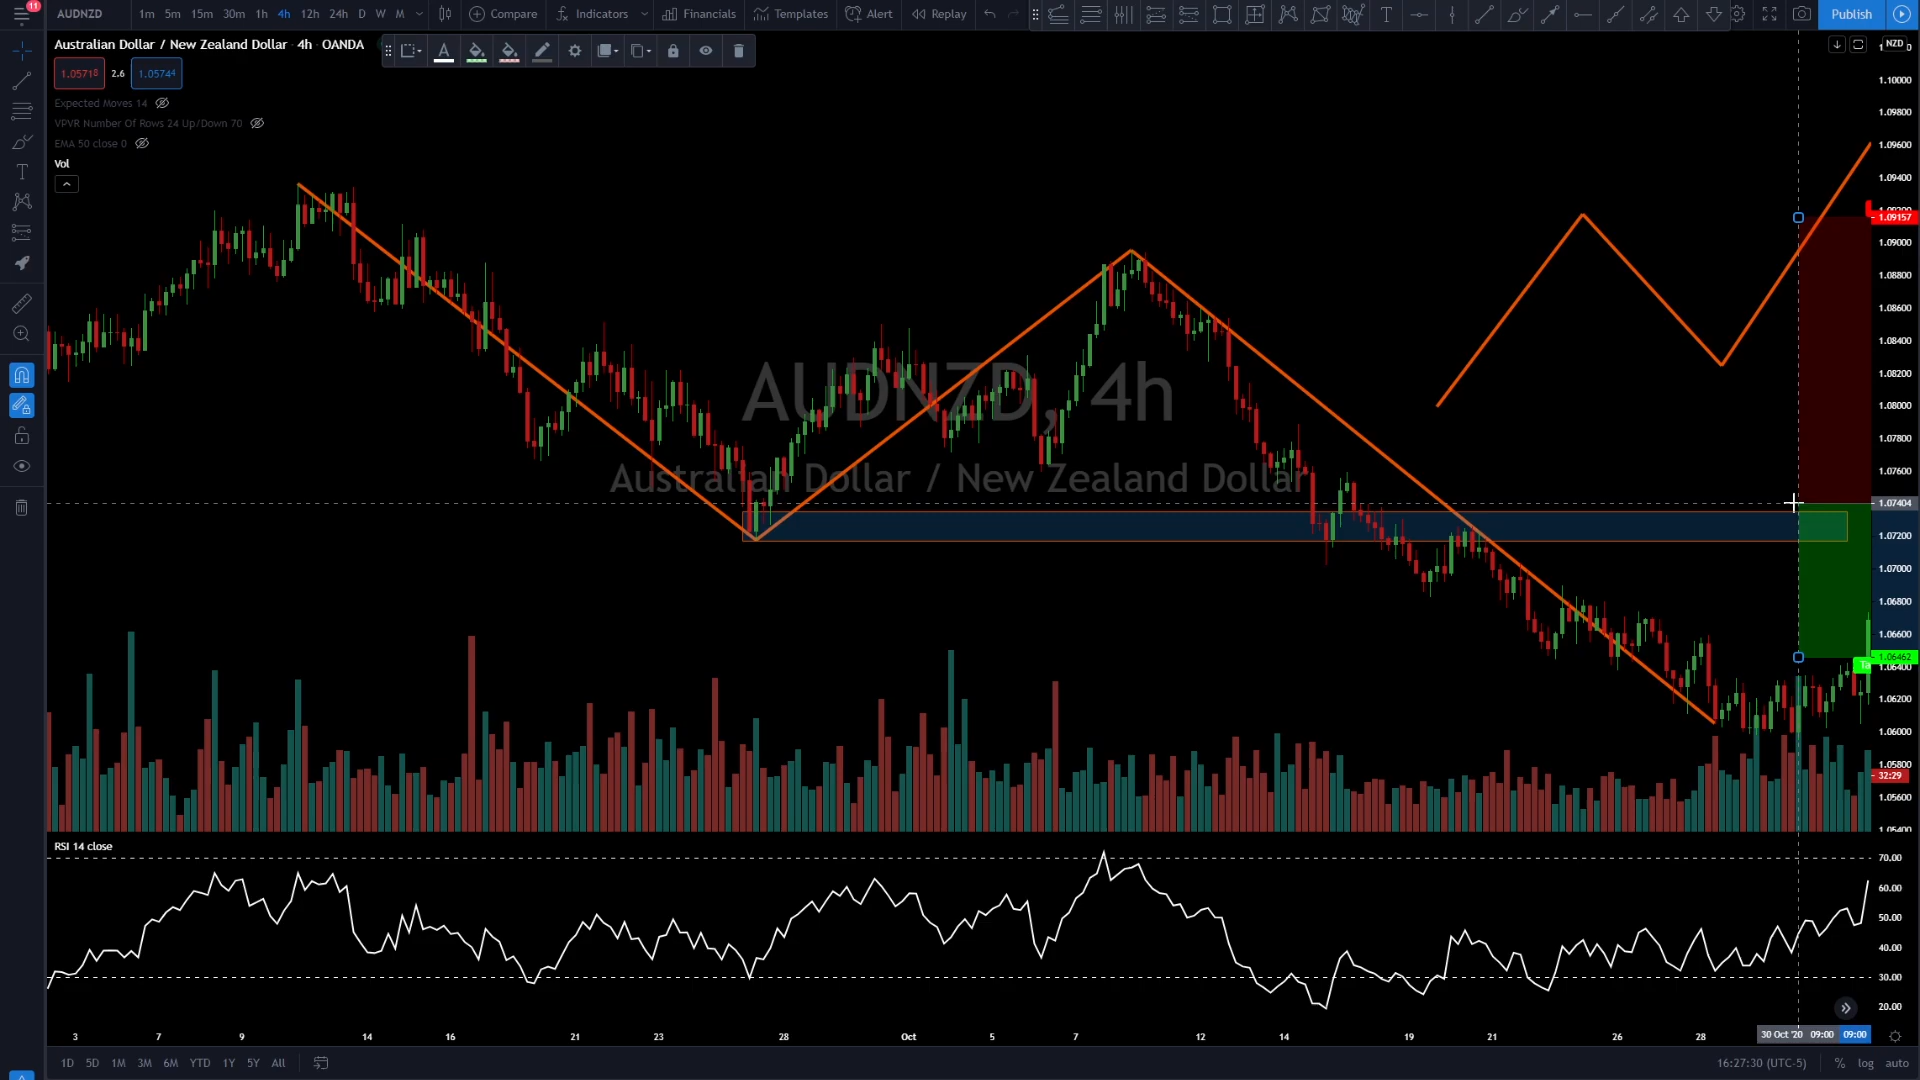 11
AUDNZD 1m 5m 15m 30m 1h 4h 12h 24h D W M Compare Indicators Financials Templates Alert Replay Publish
Australian Dollar / New Zealand Dollar · 4h · OANDA
NZD
1.05718 2.6 1.05744
Expected Moves 14
VPVR Number Of Rows 24 Up/Down 70
EMA 50 close 0
Vol
AUDNZD, 4h
Australian Dollar / New Zealand Dollar
1.10000
1.09800
1.09600
1.09400
1.09157
1.09000
1.08800
1.08600
1.08400
1.08200
1.08000
1.07800
1.07600
1.07404
1.07200
1.07000
1.06800
1.06600
1.06462
1.06400
Ta
1.06200
1.06000
1.05800
32:29
1.05600
1.05400
RSI 14 close
70.00
60.00
50.00
40.00
30.00
20.00
3 7 9 14 16 21 23 28 Oct 5 7 12 14 19 21 26 28 30 Oct '20 09:00 09:00
1D 5D 1M 3M 6M YTD 1Y 5Y All 16:27:30 (UTC-5) % log auto